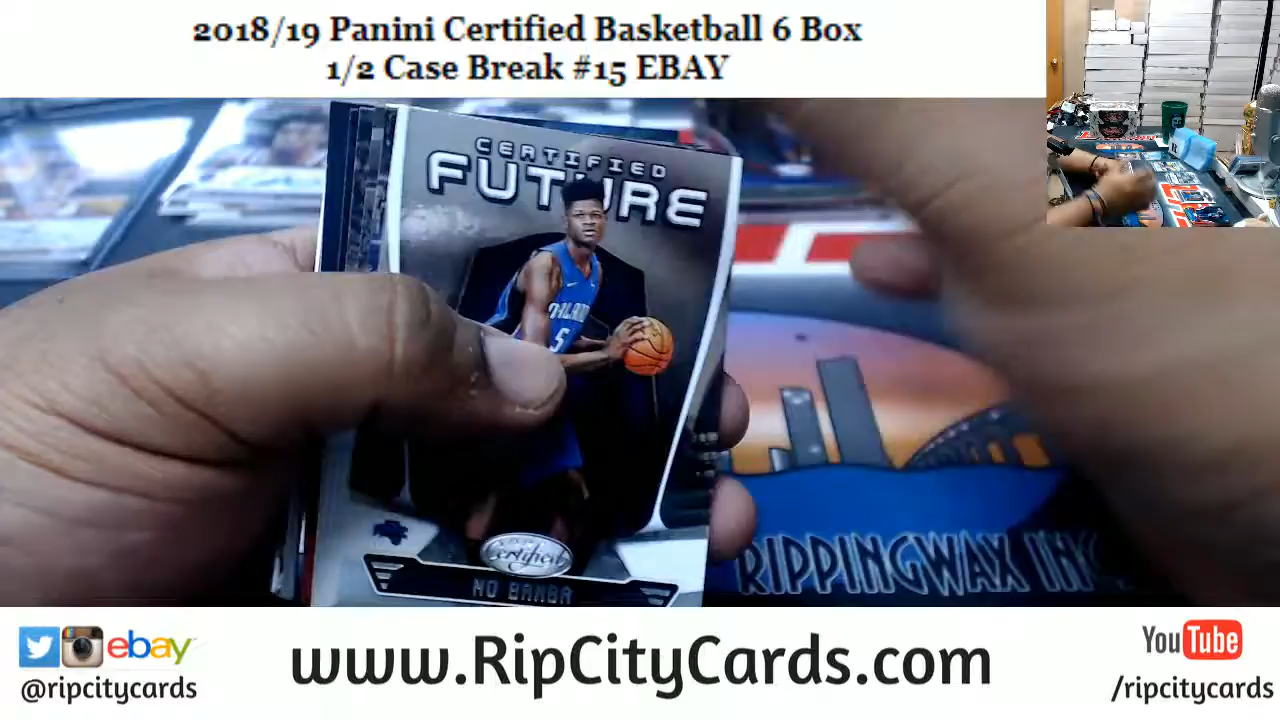 2018/19 Panini Certified Basketball 6 Box
1/2 Case Break #15 EBAY
CERTIFIED
FUTURE
ORLANDO
5
Certified
MO BAMBA
RIPPINGWAX INC
ebay
@ripcitycards
www.RipCityCards.com
YouTube
/ripcitycards